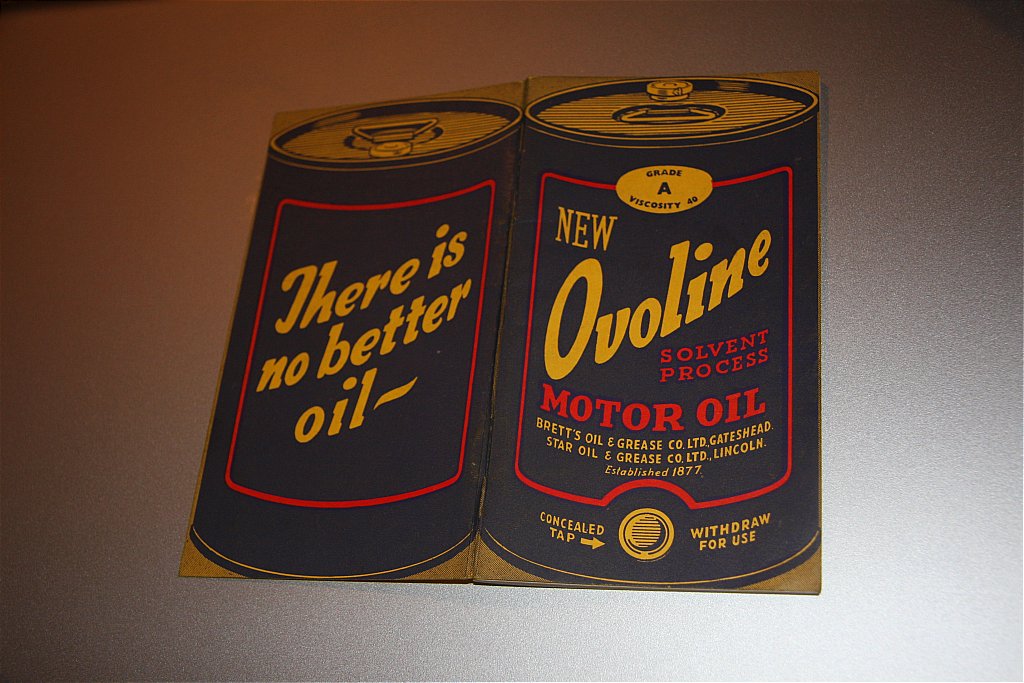 There is
no better
oil~
GRADE
A
VISCOSITY 40
NEW
Ovoline
SOLVENT
PROCESS
MOTOR OIL
BRETT'S OIL & GREASE CO. LTD., GATESHEAD.
STAR OIL & GREASE CO. LTD., LINCOLN.
Established 1877.
CONCEALED
TAP
WITHDRAW
FOR USE